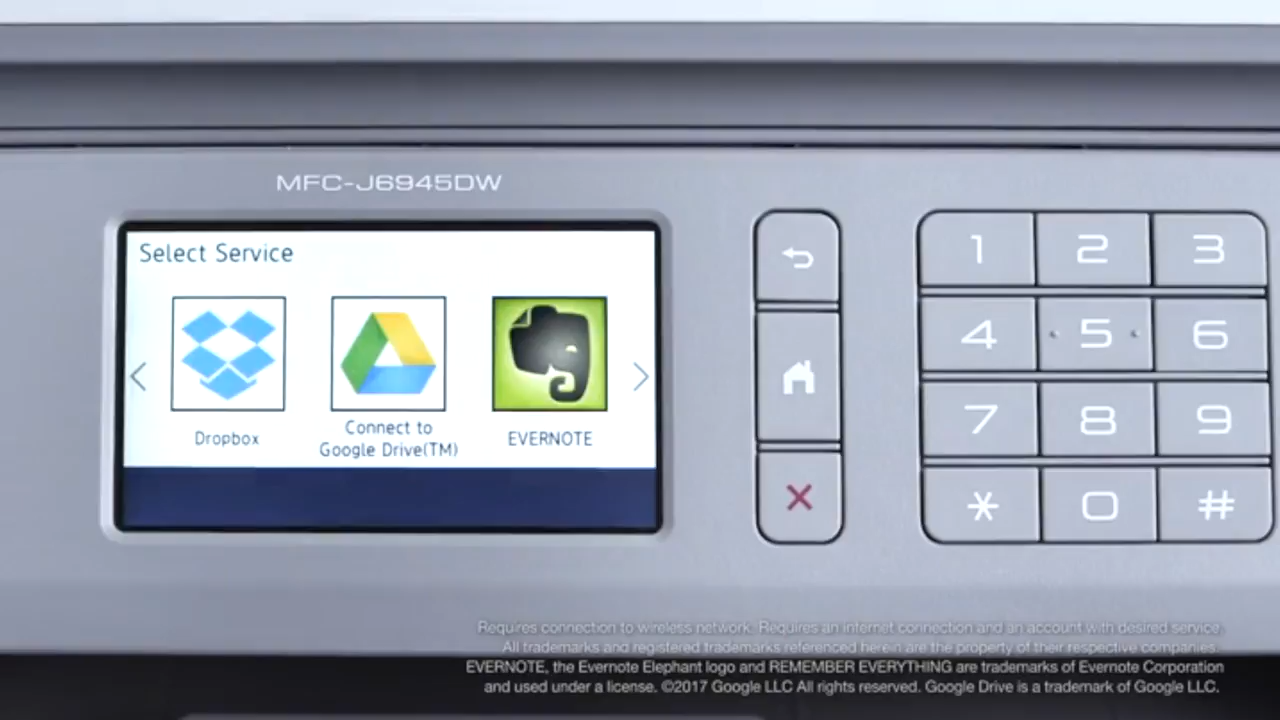 MFC-J6945DW
Select Service
Dropbox
Connect to
Google Drive(TM)
EVERNOTE
1 2 3
4 5 6
7 8 9
* 0 #
Requires connection to wireless network. Requires an internet connection and an account with desired service.
All trademarks and registered trademarks referenced herein are the property of their respective companies.
EVERNOTE, the Evernote Elephant logo and REMEMBER EVERYTHING are trademarks of Evernote Corporation
and used under a license. ©2017 Google LLC All rights reserved. Google Drive is a trademark of Google LLC.